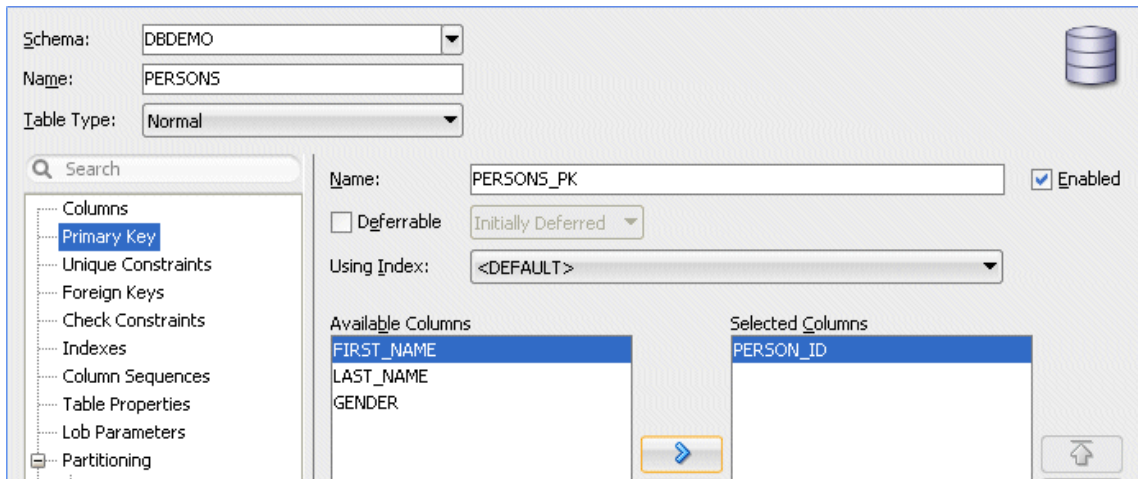 Schema: DBDEMO
Name: PERSONS
Table Type: Normal
Search
Columns
Primary Key
Unique Constraints
Foreign Keys
Check Constraints
Indexes
Column Sequences
Table Properties
Lob Parameters
Partitioning
Name: PERSONS_PK Enabled
Deferrable Initially Deferred
Using Index: <DEFAULT>
Available Columns
FIRST_NAME
LAST_NAME
GENDER
Selected Columns
PERSON_ID